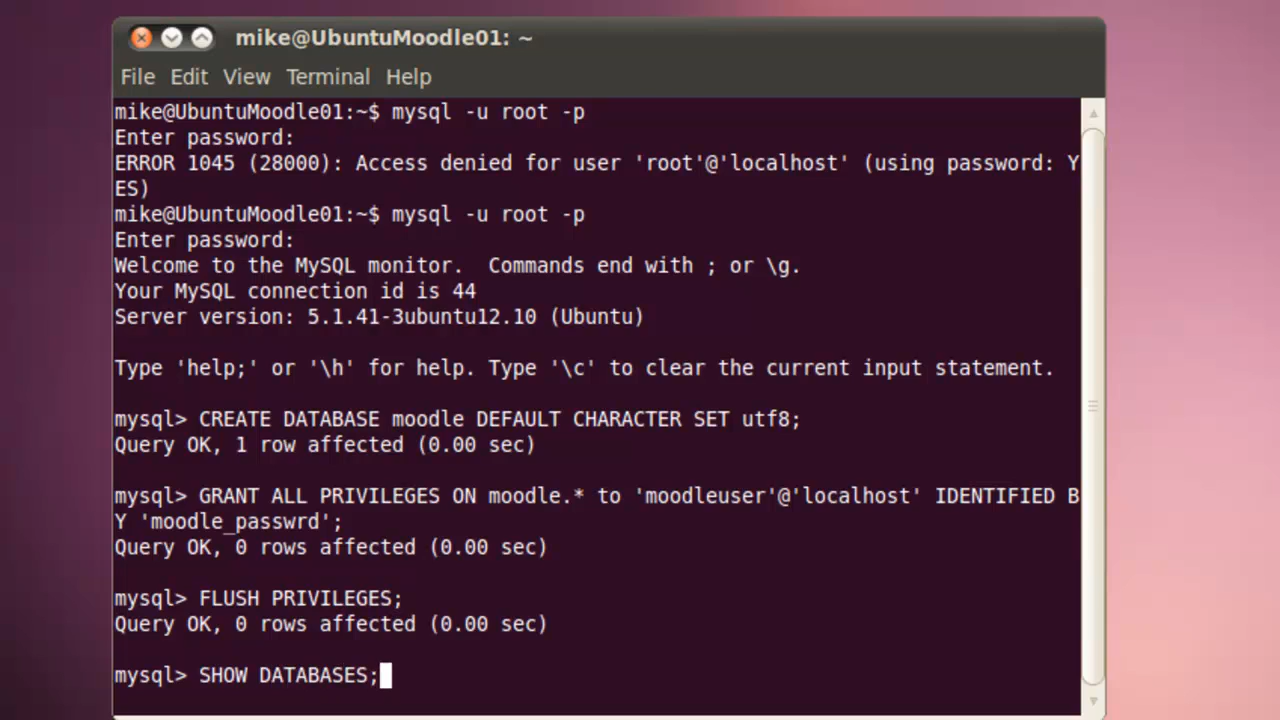 mike@UbuntuMoodle01: ~
File Edit View Terminal Help
mike@UbuntuMoodle01:~$ mysql -u root -p
Enter password:
ERROR 1045 (28000): Access denied for user 'root'@'localhost' (using password: Y
ES)
mike@UbuntuMoodle01:~$ mysql -u root -p
Enter password:
Welcome to the MySQL monitor.  Commands end with ; or \g.
Your MySQL connection id is 44
Server version: 5.1.41-3ubuntu12.10 (Ubuntu)
Type 'help;' or '\h' for help. Type '\c' to clear the current input statement.
mysql> CREATE DATABASE moodle DEFAULT CHARACTER SET utf8;
Query OK, 1 row affected (0.00 sec)
mysql> GRANT ALL PRIVILEGES ON moodle.* to 'moodleuser'@'localhost' IDENTIFIED B
Y 'moodle_passwrd';
Query OK, 0 rows affected (0.00 sec)
mysql> FLUSH PRIVILEGES;
Query OK, 0 rows affected (0.00 sec)
mysql> SHOW DATABASES;